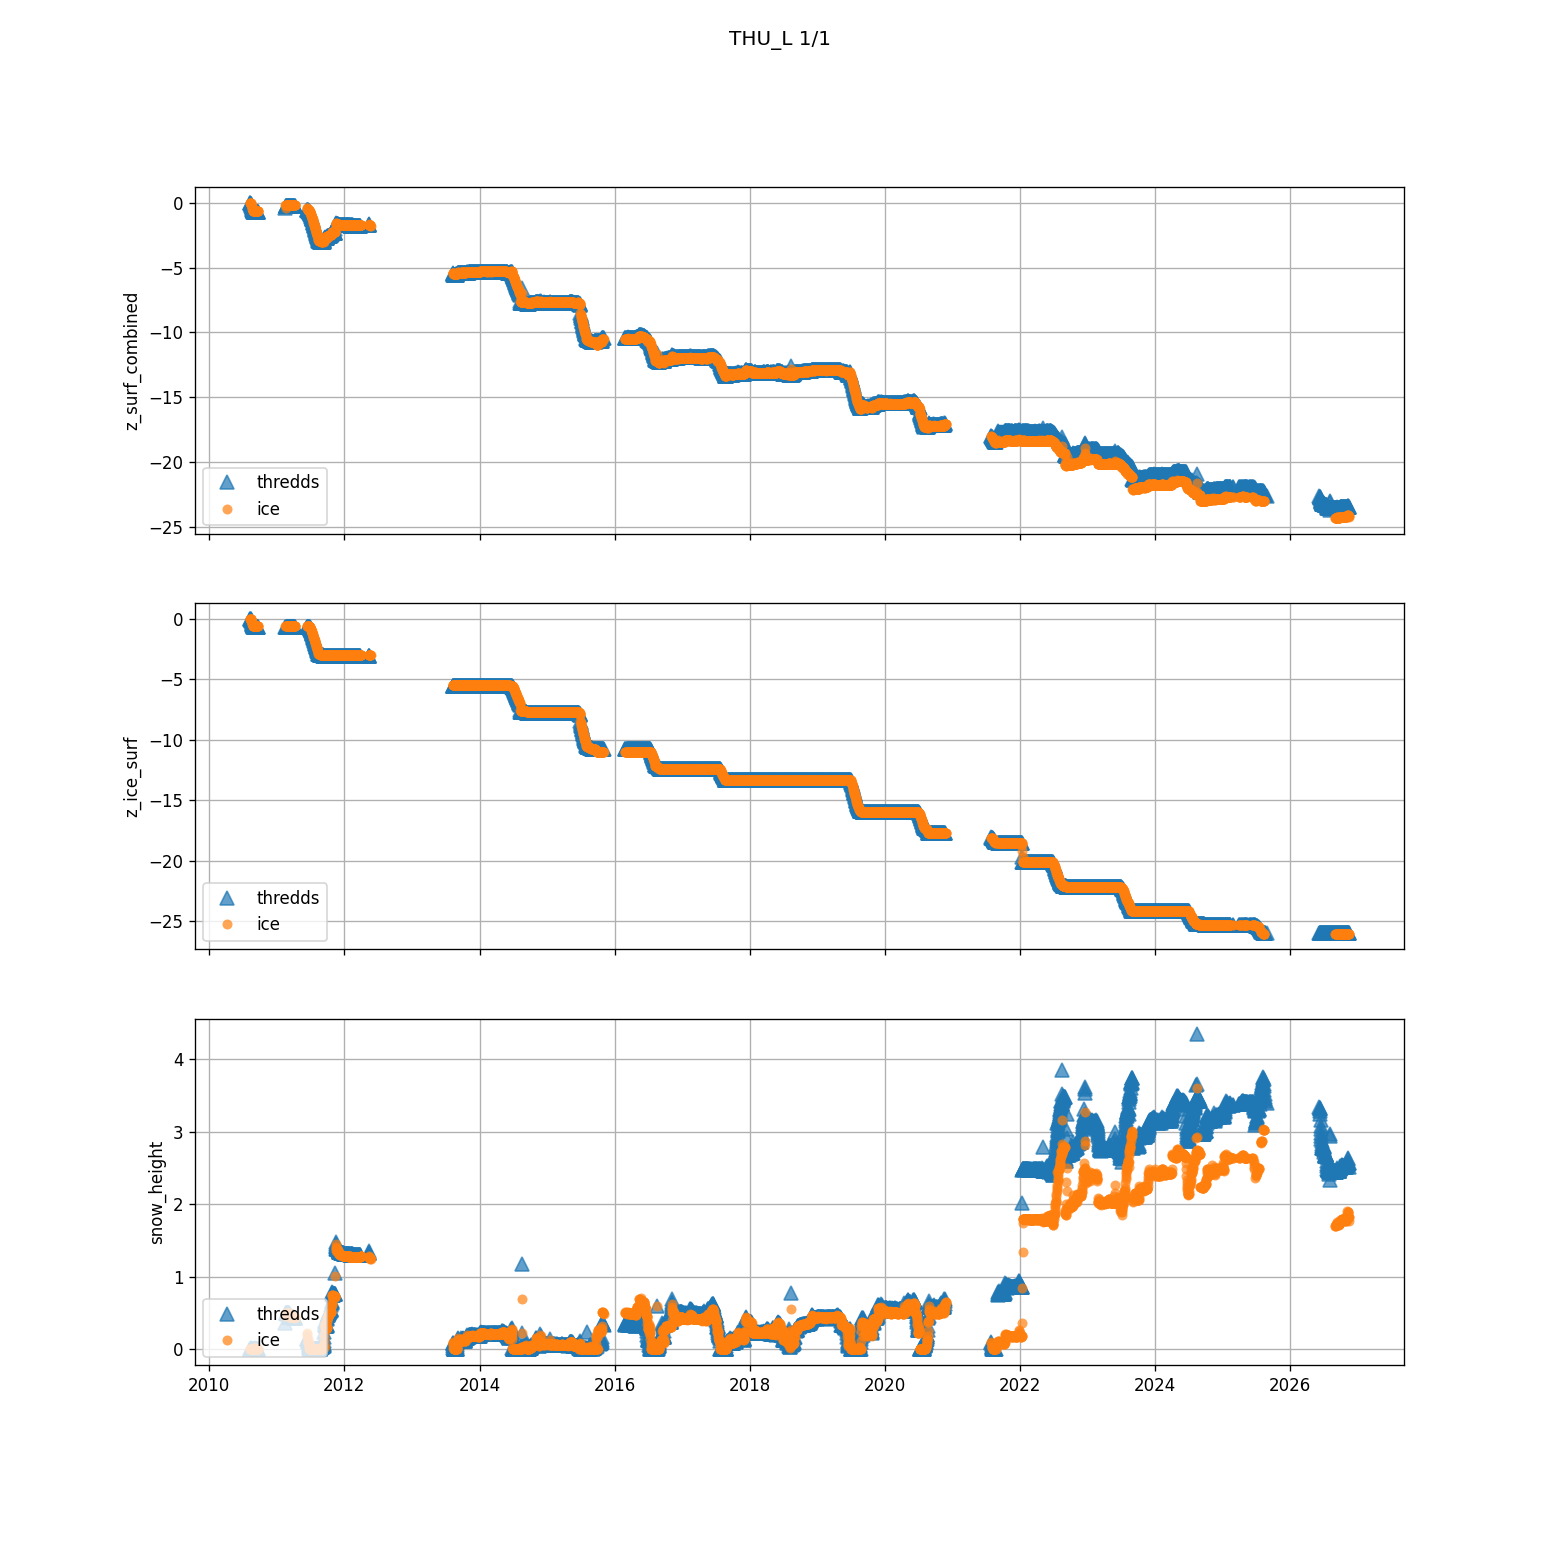 THU_L 1/1
0
−5
−10
−15
−20
−25
z_surf_combined
thredds
ice
0
−5
−10
−15
−20
−25
z_ice_surf
thredds
ice
4
3
2
1
0
snow_height
thredds
ice
2010 2012 2014 2016 2018 2020 2022 2024 2026